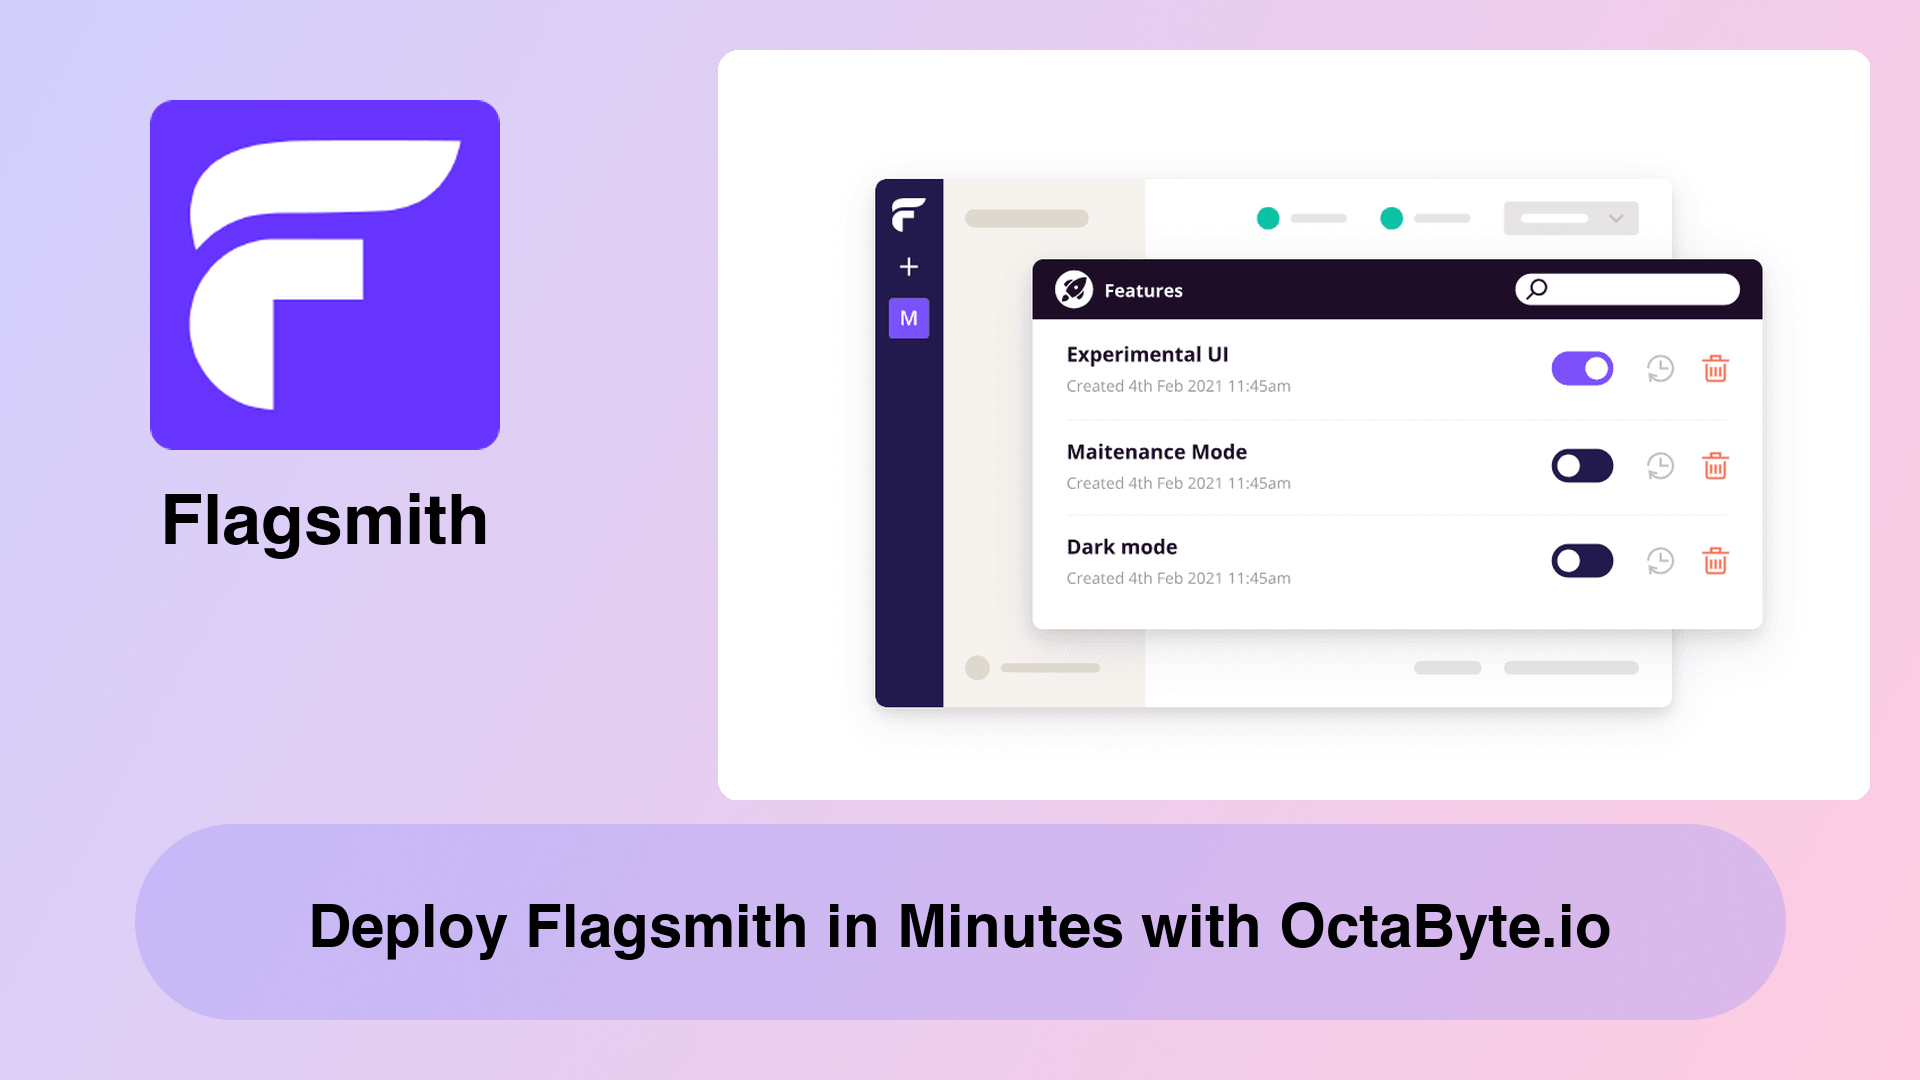 Flagsmith
M
Features
Experimental UI
Created 4th Feb 2021 11:45am
Maitenance Mode
Created 4th Feb 2021 11:45am
Dark mode
Created 4th Feb 2021 11:45am
Deploy Flagsmith in Minutes with OctaByte.io